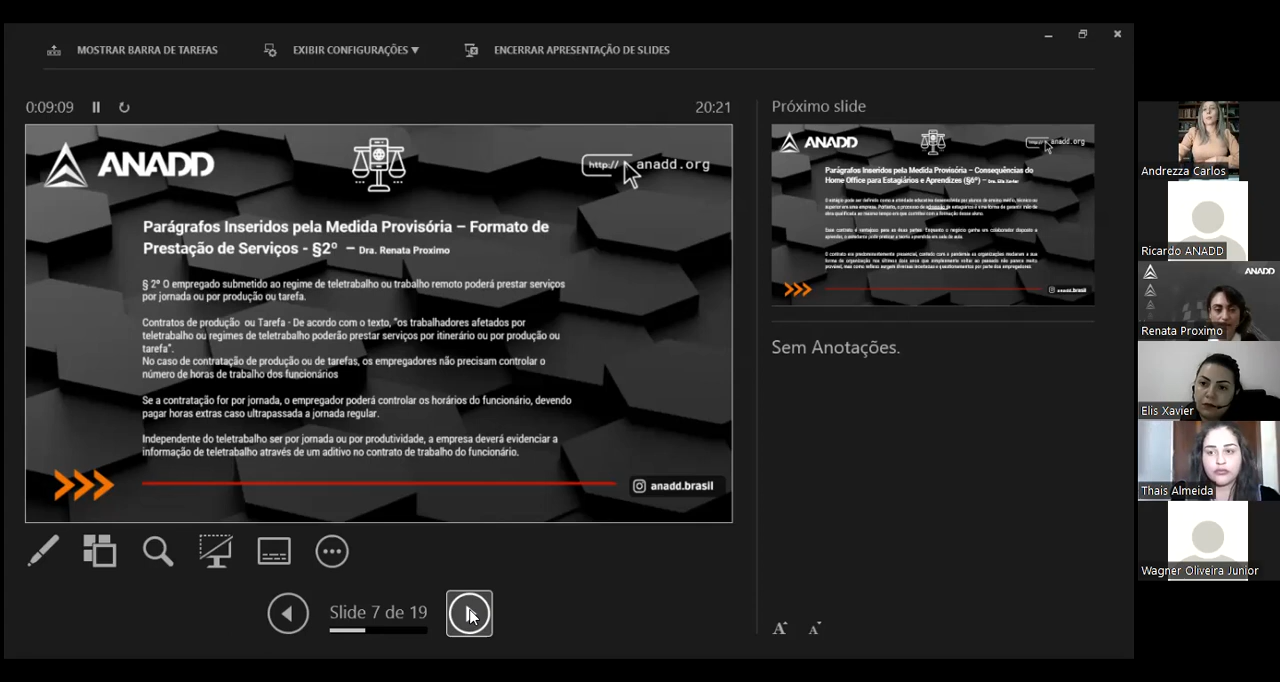 MOSTRAR BARRA DE TAREFAS
EXIBIR CONFIGURAÇÕES ▼
ENCERRAR APRESENTAÇÃO DE SLIDES
0:09:09
20:21
ANADD
http://
anadd.org
Parágrafos Inseridos pela Medida Provisória – Formato de
Prestação de Serviços - §2º – Dra. Renata Proximo
§ 2º O empregado submetido ao regime de teletrabalho ou trabalho remoto poderá prestar serviços
por jornada ou por produção ou tarefa.
Contratos de produção ou Tarefa - De acordo com o texto, "os trabalhadores afetados por
teletrabalho ou regimes de teletrabalho poderão prestar serviços por itinerário ou por produção ou
tarefa".
No caso de contratação de produção ou de tarefas, os empregadores não precisam controlar o
número de horas de trabalho dos funcionários
Se a contratação for por jornada, o empregador poderá controlar os horários do funcionário, devendo
pagar horas extras caso ultrapassada a jornada regular.
Independente do teletrabalho ser por jornada ou por produtividade, a empresa deverá evidenciar a
informação de teletrabalho através de um aditivo no contrato de trabalho do funcionário.
anadd.brasil
Slide 7 de 19
Próximo slide
ANADD
http://
anadd.org
Parágrafos Inseridos pela Medida Provisória – Consequências do
Home Office para Estagiários e Aprendizes (§6º) – Dra. Elis Xavier
anadd.brasil
Sem Anotações.
A
A
Andrezza Carlos
Ricardo ANADD
ANADD
Renata Proximo
Elis Xavier
Thais Almeida
Wagner Oliveira Junior